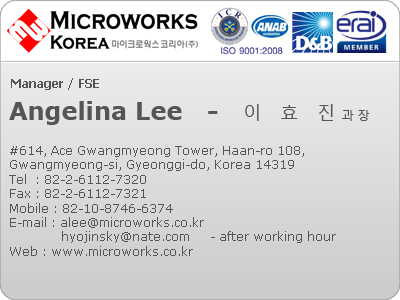 MW MICROWORKS
KOREA 마이크로웍스코리아(주)
ICR
ISO 9001:2008
ANAB
ACCREDITED
D&B
erai
MEMBER
Manager / FSE
Angelina Lee - 이 효 진 과장
#614, Ace Gwangmyeong Tower, Haan-ro 108,
Gwangmyeong-si, Gyeonggi-do, Korea 14319
Tel : 82-2-6112-7320
Fax : 82-2-6112-7321
Mobile : 82-10-8746-6374
E-mail : alee@microworks.co.kr
hyojinsky@nate.com - after working hour
Web : www.microworks.co.kr